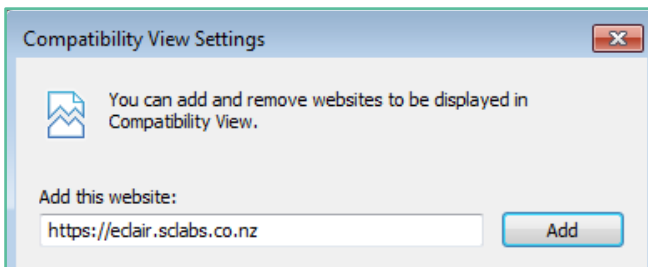 Compatibility View Settings
You can add and remove websites to be displayed in
Compatibility View.
Add this website:
https://eclair.sclabs.co.nz
Add